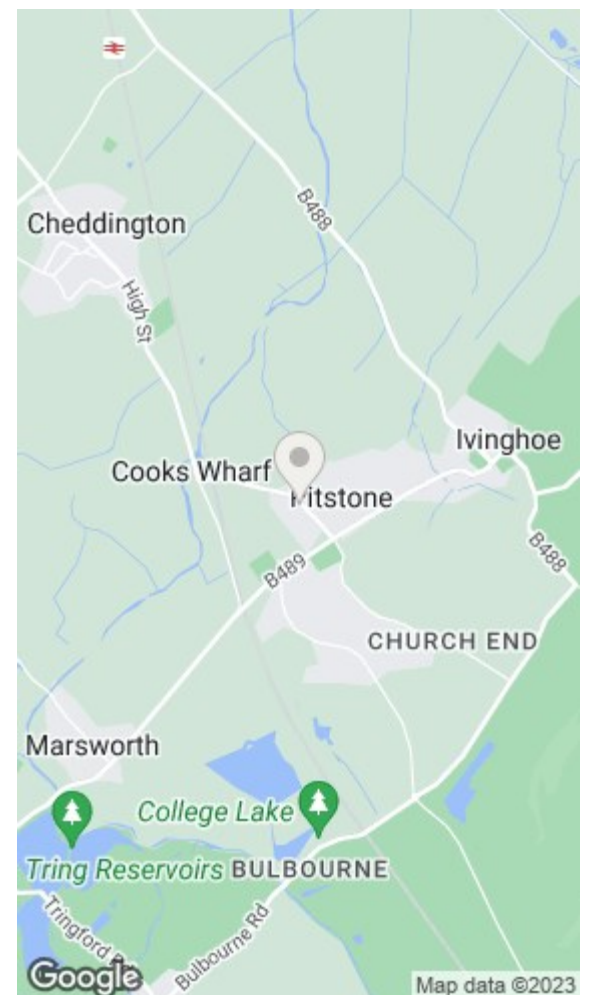 B488
Cheddington
High St
Ivinghoe
Cooks Wharf
Pitstone
B488
B489
CHURCH END
Marsworth
College Lake
Tring Reservoirs
BULBOURNE
Tringford
Bulbourne Rd
Google
Map data ©2023